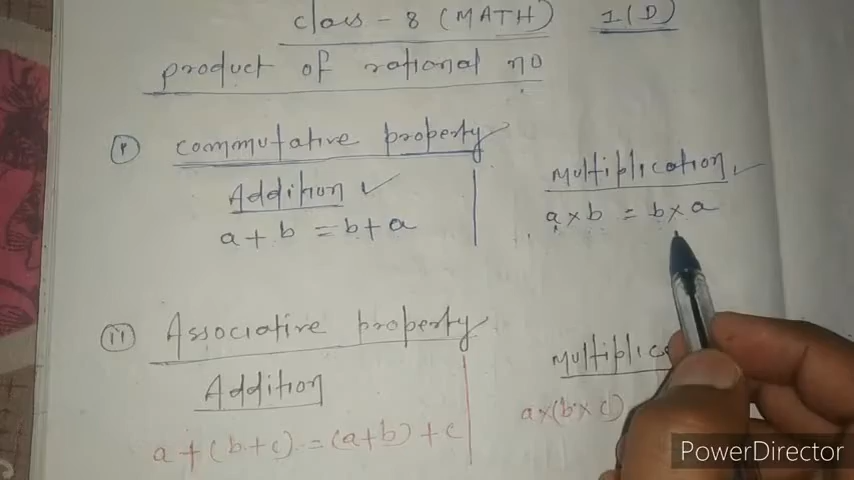 class - 8 (MATH) 1(D)
product of rational no
(i) Commutative property
Addition ✓
a + b = b + a
Multiplication ✓
a × b = b × a
(ii) Associative property
Addition
a + (b + c) = (a + b) + c
a × (b × c)
PowerDirector